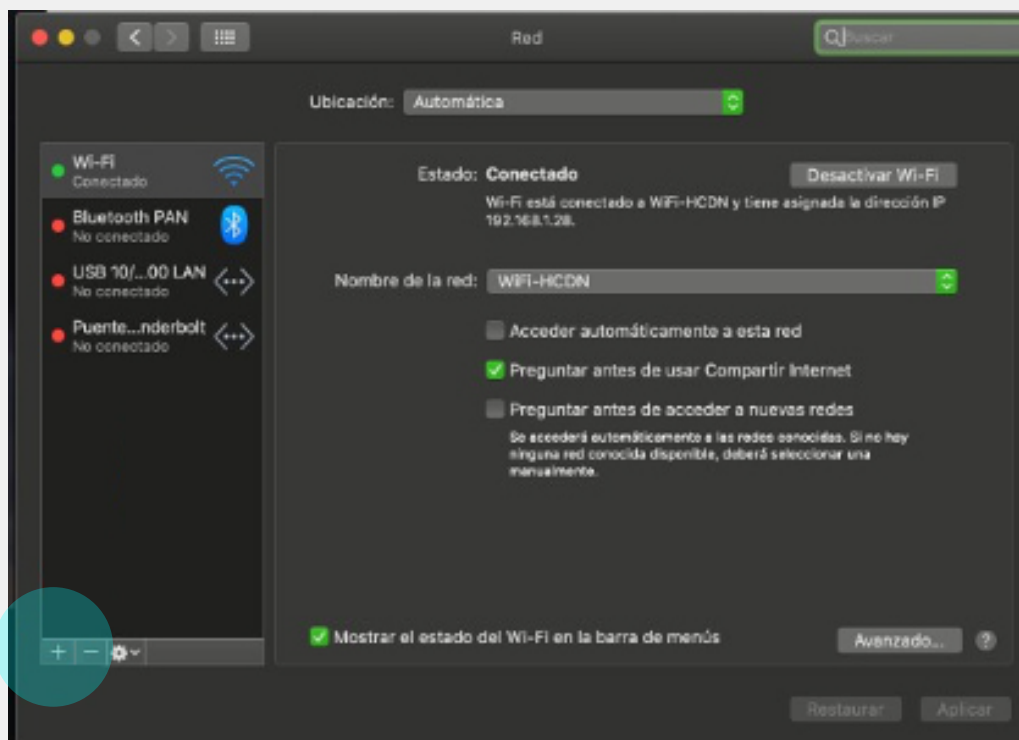 Red
Buscar
Ubicación: Automática
Wi-Fi
Conectado
Bluetooth PAN
No conectado
USB 10/...00 LAN
No conectado
Puente...nderbolt
No conectado
Estado: Conectado
Desactivar Wi-Fi
Wi-Fi está conectado a WiFi-HCDN y tiene asignada la dirección IP
192.168.1.28.
Nombre de la red: WiFi-HCDN
Acceder automáticamente a esta red
Preguntar antes de usar Compartir Internet
Preguntar antes de acceder a nuevas redes
Se accederá automáticamente a las redes conocidas. Si no hay
ninguna red conocida disponible, deberá seleccionar una
manualmente.
Mostrar el estado del Wi-Fi en la barra de menús
Avanzado...
?
Restaurar
Aplicar